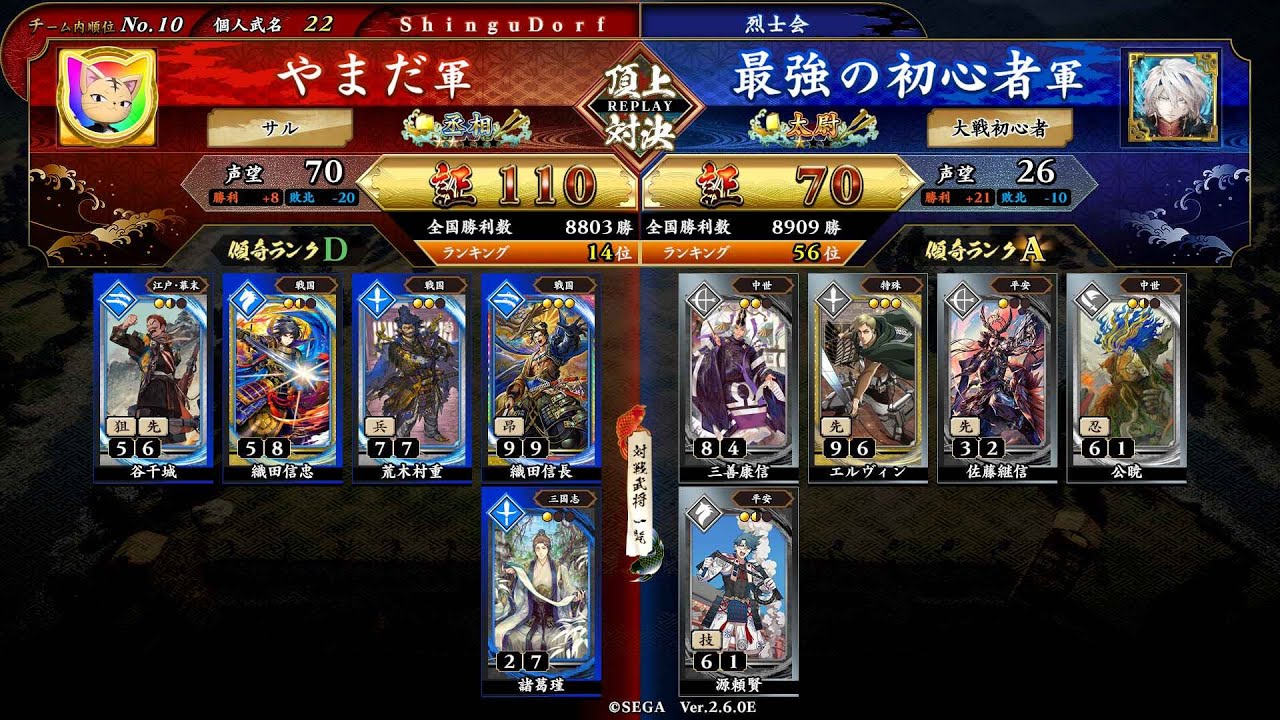 チーム内順位 No.10 個人武名 22 ShinguDorf 烈士会
やまだ軍 頂上 REPLAY 対決 最強の初心者軍
サル 丞相 太尉 大戦初心者
声望 70 証 110 証 70 声望 26
勝利 +8 敗北 -20 勝利 +21 敗北 -10
全国勝利数 8803勝 全国勝利数 8909勝
傾奇ランクD ランキング 14位 ランキング 56位 傾奇ランクA
江戸・幕末 戦国 戦国 戦国 中世 特殊 平安 中世
狙 先 兵 昂 先 先 忍
5 6 5 8 7 7 9 9 8 4 9 6 3 2 6 1
谷干城 織田信忠 荒木村重 織田信長 三善康信 エルヴィン 佐藤継信 公暁
対戦武将一覧
三国志 平安
技
2 7 6 1
諸葛瑾 源頼賢
©SEGA Ver.2.6.0E